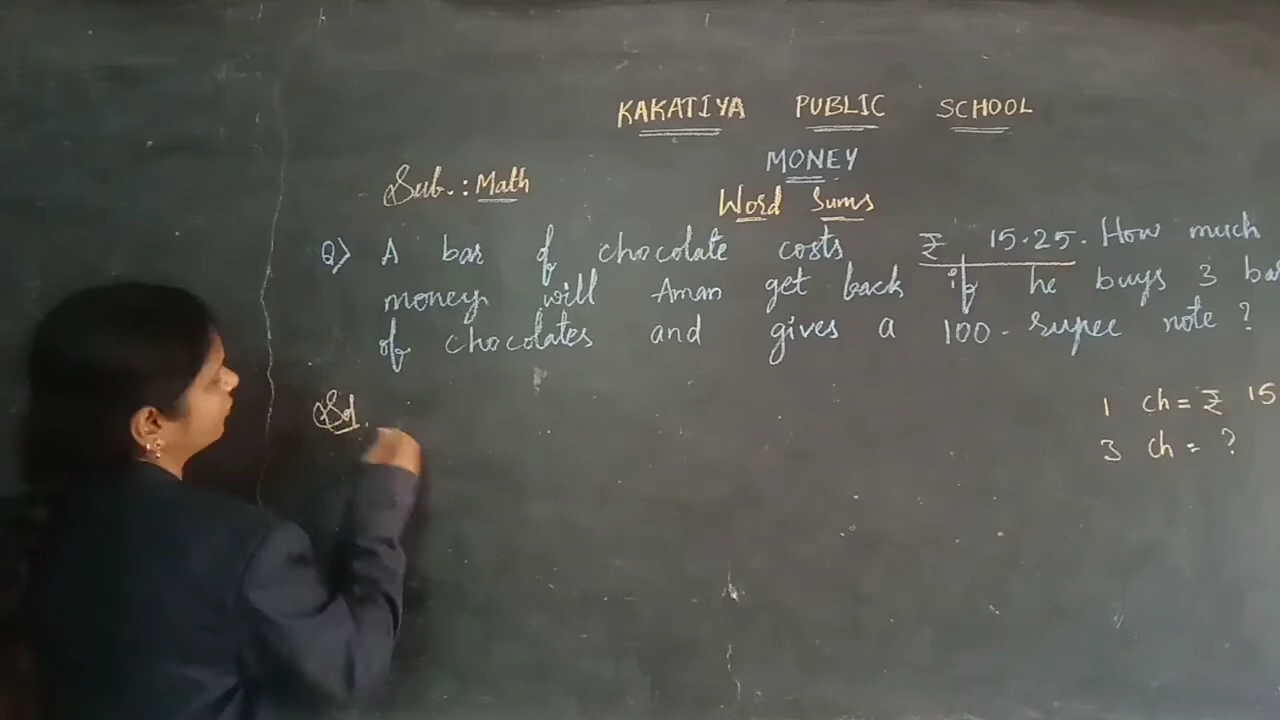 KAKATIYA PUBLIC SCHOOL
MONEY
Sub. : Math
Word Sums
Q> A bar of chocolate costs ₹ 15.25. How much
money will Aman get back if he buys 3 ba
of chocolates and gives a 100-rupee note ?
Sol.
1 ch = ₹ 15
3 ch = ?